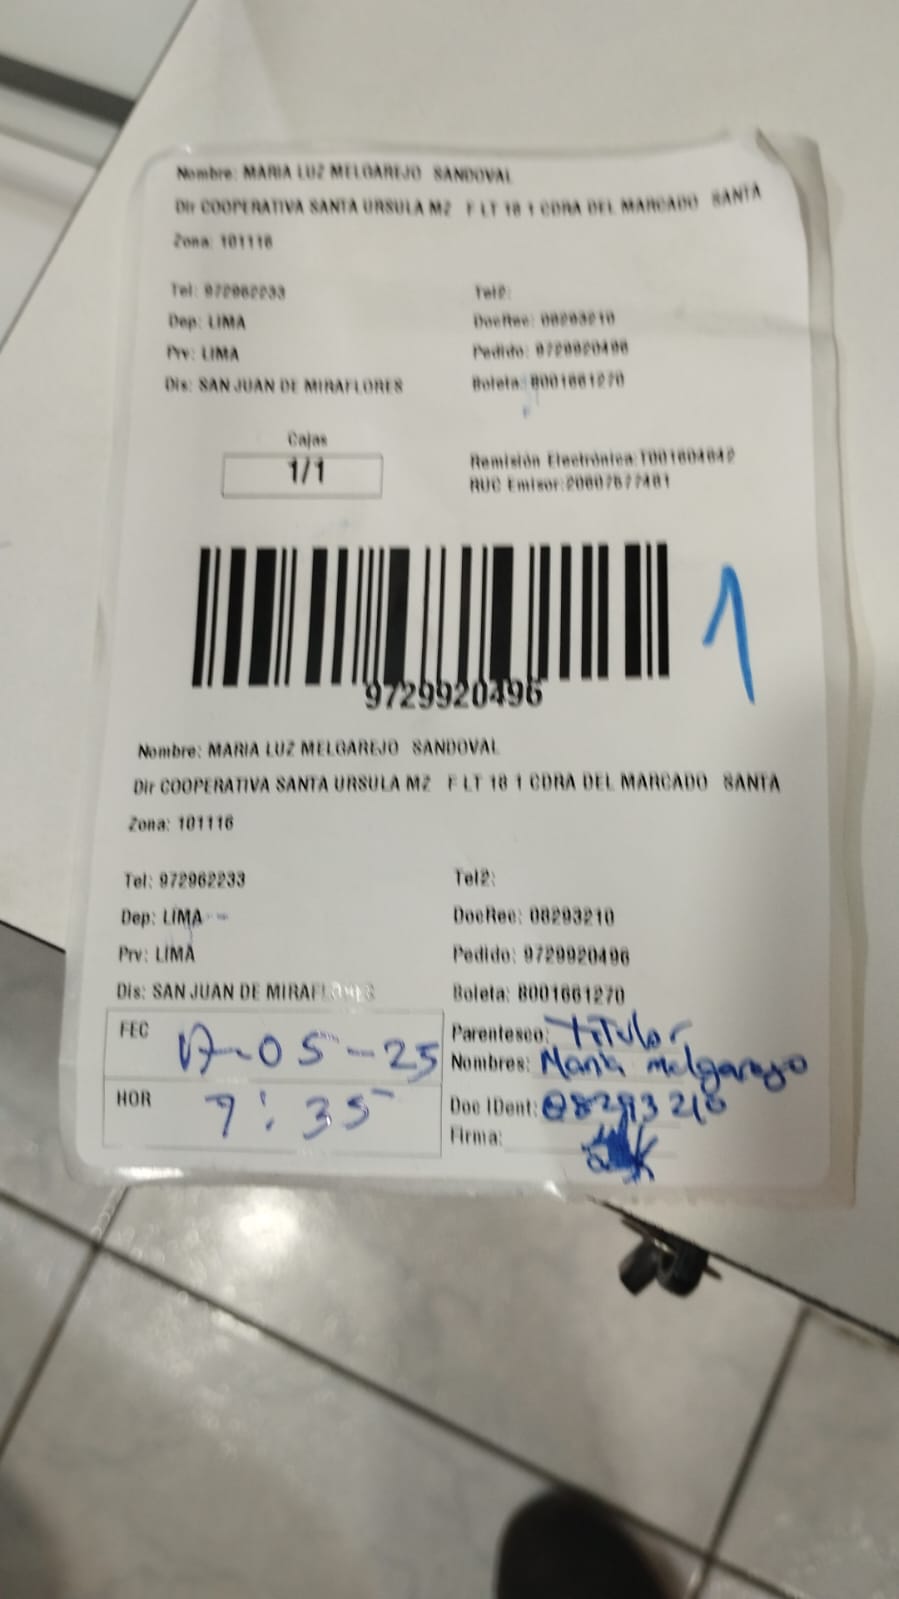 Nombre: MARIA LUZ MELGAREJO SANDOVAL
Dir COOPERATIVA SANTA URSULA MZ F LT 18 1 CDRA DEL MARCADO SANTA
Zona: 101116
Tel: 972962233 Tel2:
Dep: LIMA DocRec: 08293210
Prv: LIMA Pedido: 9729920496
Dis: SAN JUAN DE MIRAFLORES Boleta: B001661270
Cajas
1/1
Remisión Electrónica:T001604642
RUC Emisor:20607577481
1
9729920496
Nombre: MARIA LUZ MELGAREJO SANDOVAL
Dir COOPERATIVA SANTA URSULA MZ F LT 18 1 CDRA DEL MARCADO SANTA
Zona: 101116
Tel: 972962233 Tel2:
Dep: LIMA DocRec: 08293210
Prv: LIMA Pedido: 9729920496
Dis: SAN JUAN DE MIRAFLORES Boleta: B001661270
FEC 17-05-25 Parentesco: Titular
Nombres: Maria melgarejo
HOR 9:35 Doc IDent: 08293210
Firma: